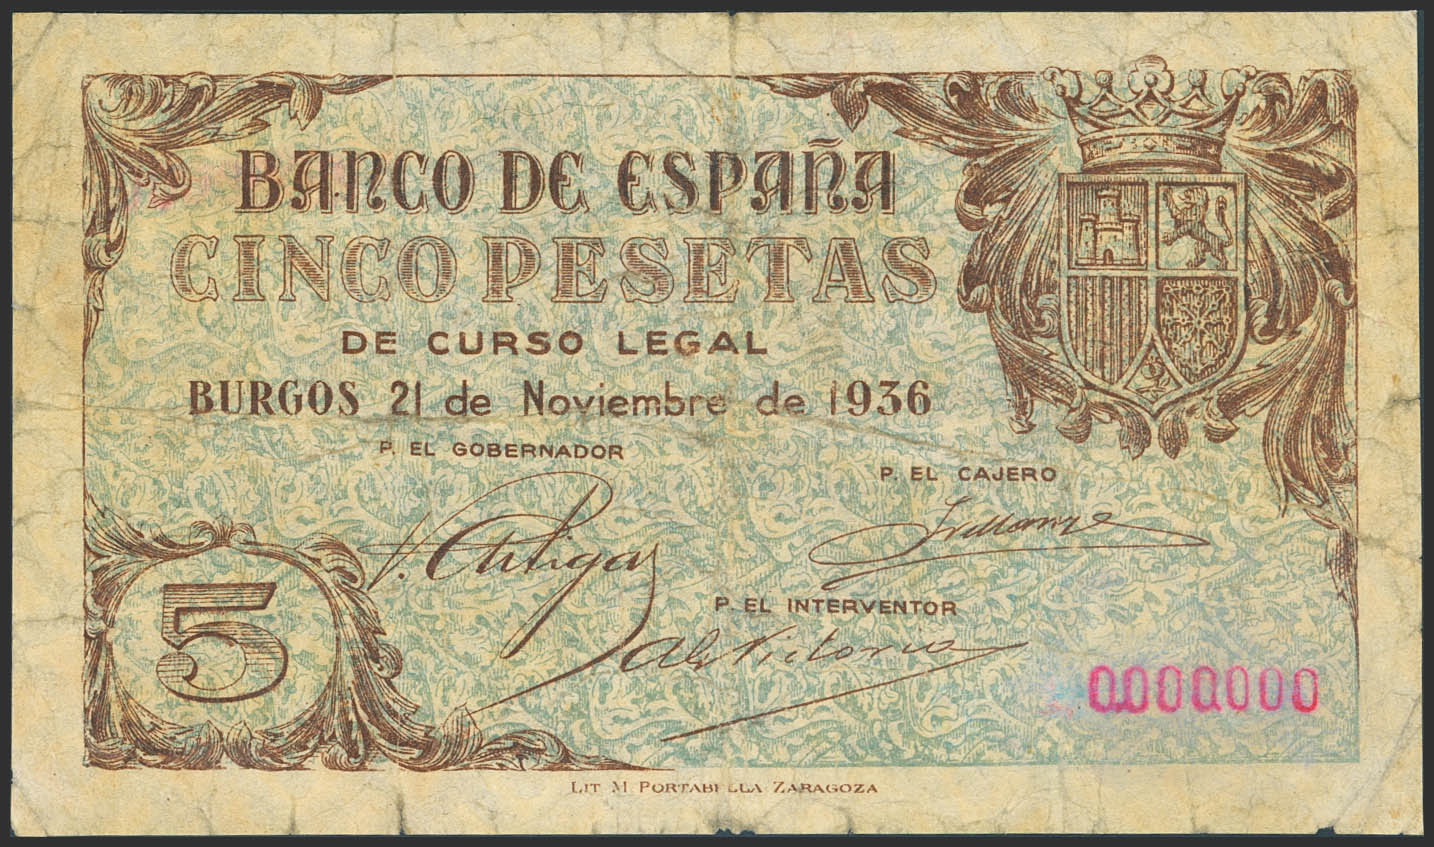 BANCO DE ESPAÑA
CINCO PESETAS
DE CURSO LEGAL
BURGOS 21 de Noviembre de 1936
P. EL GOBERNADOR
P. EL CAJERO
P. EL INTERVENTOR
5
0000000
LIT M PORTABELLA ZARAGOZA